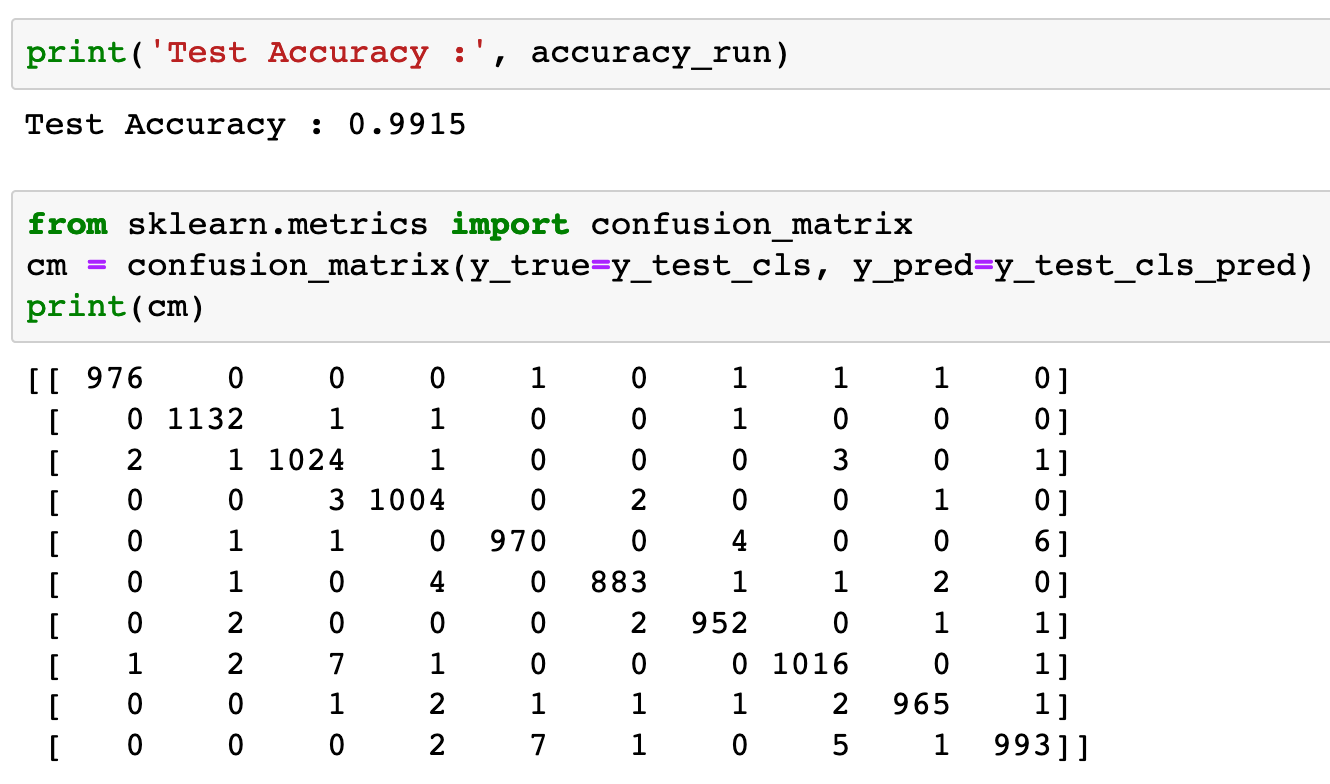 print('Test Accuracy :', accuracy_run)
Test Accuracy : 0.9915
from sklearn.metrics import confusion_matrix
cm = confusion_matrix(y_true=y_test_cls, y_pred=y_test_cls_pred)
print(cm)
[[ 976    0    0    0    1    0    1    1    1    0]
 [   0 1132    1    1    0    0    1    0    0    0]
 [   2    1 1024    1    0    0    0    3    0    1]
 [   0    0    3 1004    0    2    0    0    1    0]
 [   0    1    1    0  970    0    4    0    0    6]
 [   0    1    0    4    0  883    1    1    2    0]
 [   0    2    0    0    0    2  952    0    1    1]
 [   1    2    7    1    0    0    0 1016    0    1]
 [   0    0    1    2    1    1    1    2  965    1]
 [   0    0    0    2    7    1    0    5    1  993]]